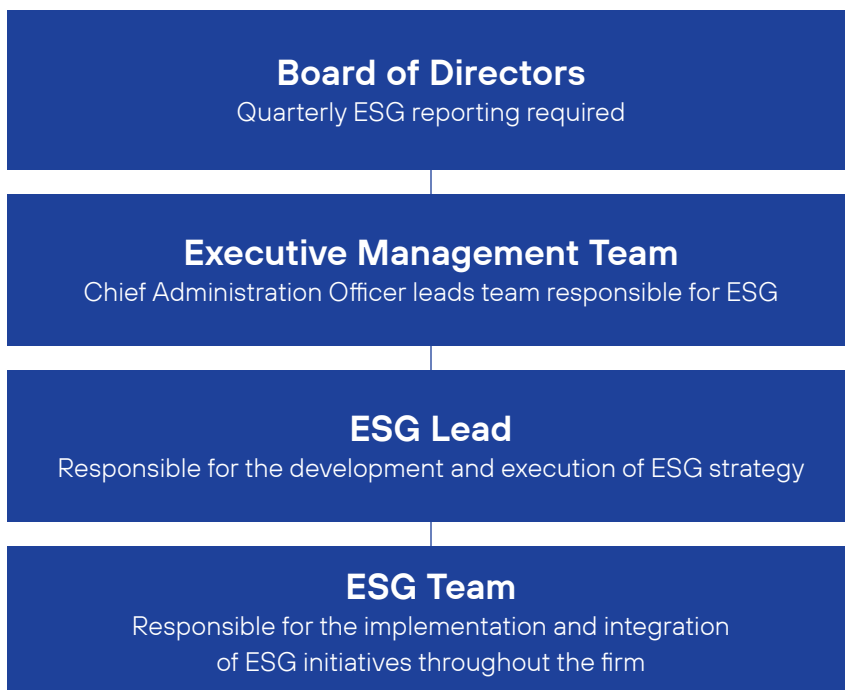 Board of Directors
Quarterly ESG reporting required
Executive Management Team
Chief Administration Officer leads team responsible for ESG
ESG Lead
Responsible for the development and execution of ESG strategy
ESG Team
Responsible for the implementation and integration
of ESG initiatives throughout the firm